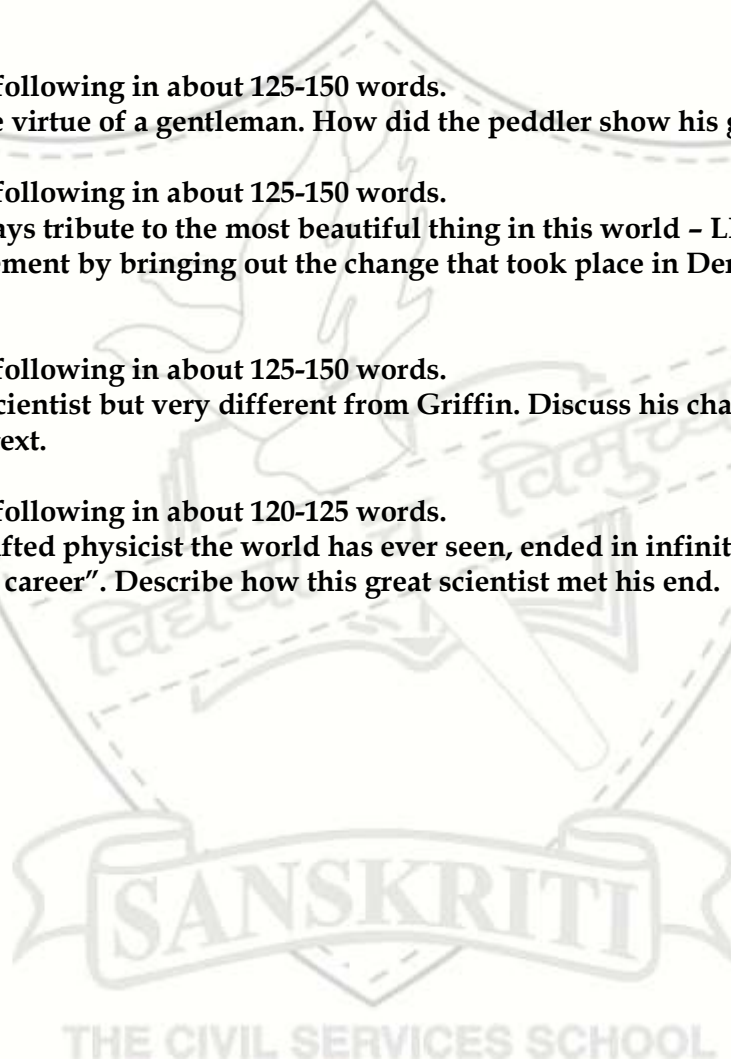 following in about 125-150 words.
virtue of a gentleman. How did the peddler show his
following in about 125-150 words.
ays tribute to the most beautiful thing in this world –
ement by bringing out the change that took place in Der
following in about 125-150 words.
cientist but very different from Griffin. Discuss his cha
ext.
following in about 120-125 words.
ifted physicist the world has ever seen, ended in infinit
career”. Describe how this great scientist met his end.
विद्यया विमुच्य
SANSKRITI
THE CIVIL SERVICES SCHOOL